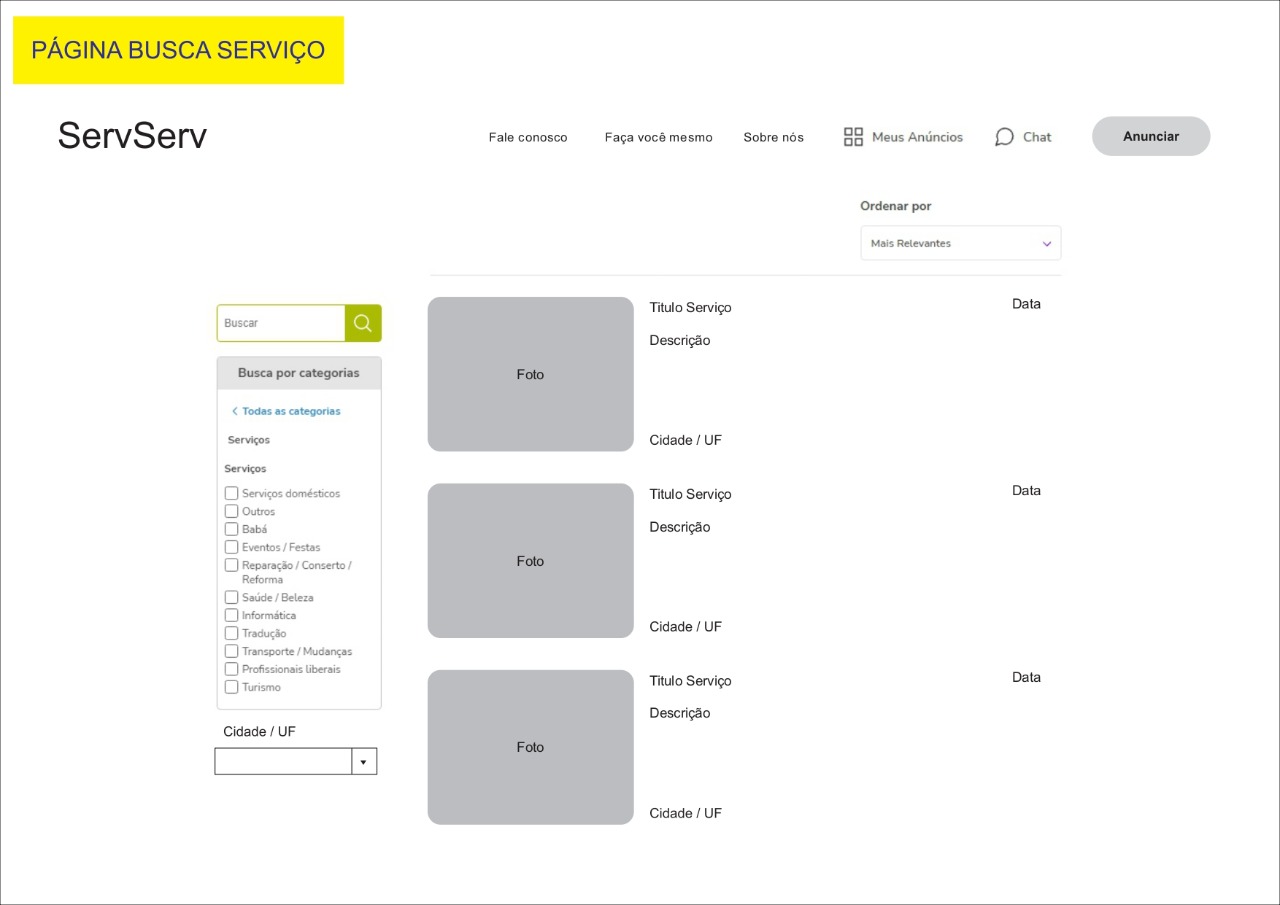 PÁGINA BUSCA SERVIÇO
ServServ
Fale conosco
Faça você mesmo
Sobre nós
Meus Anúncios
Chat
Anunciar
Ordenar por
Mais Relevantes
Buscar
Busca por categorias
Todas as categorias
Serviços
Serviços
Serviços domésticos
Outros
Babá
Eventos / Festas
Reparação / Conserto /
Reforma
Saúde / Beleza
Informática
Tradução
Transporte / Mudanças
Profissionais liberais
Turismo
Cidade / UF
Foto
Titulo Serviço
Data
Descrição
Cidade / UF
Foto
Titulo Serviço
Data
Descrição
Cidade / UF
Foto
Titulo Serviço
Data
Descrição
Cidade / UF